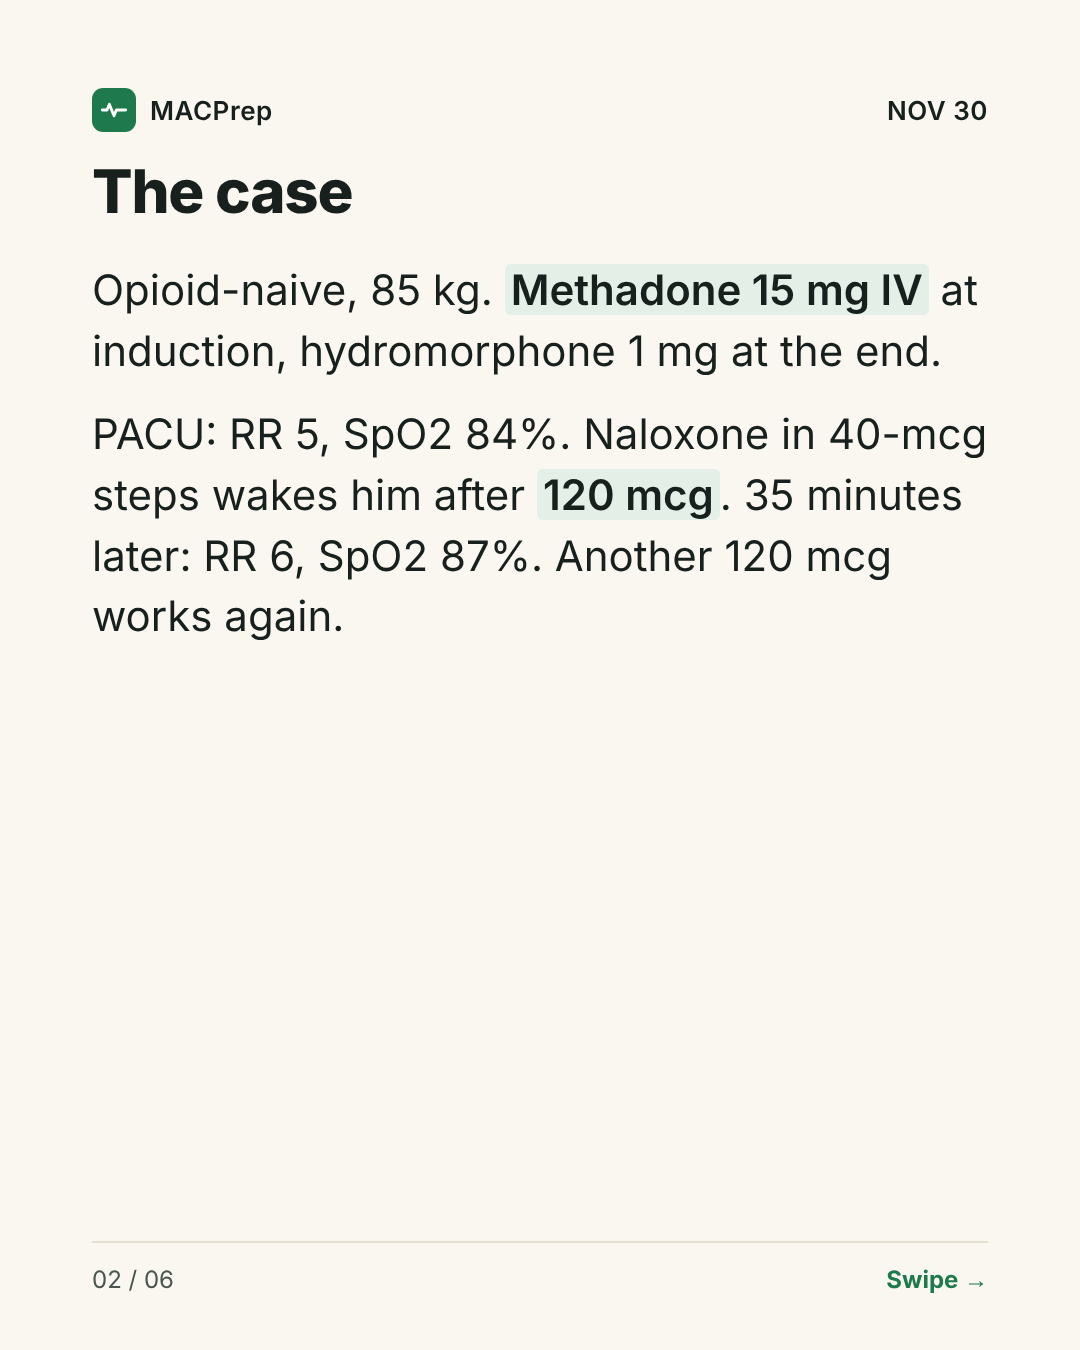 MACPrep
NOV 30
The case
Opioid-naive, 85 kg. Methadone 15 mg IV at
induction, hydromorphone 1 mg at the end.
PACU: RR 5, SpO2 84%. Naloxone in 40-mcg
steps wakes him after 120 mcg. 35 minutes
later: RR 6, SpO2 87%. Another 120 mcg
works again.
02 / 06
Swipe →